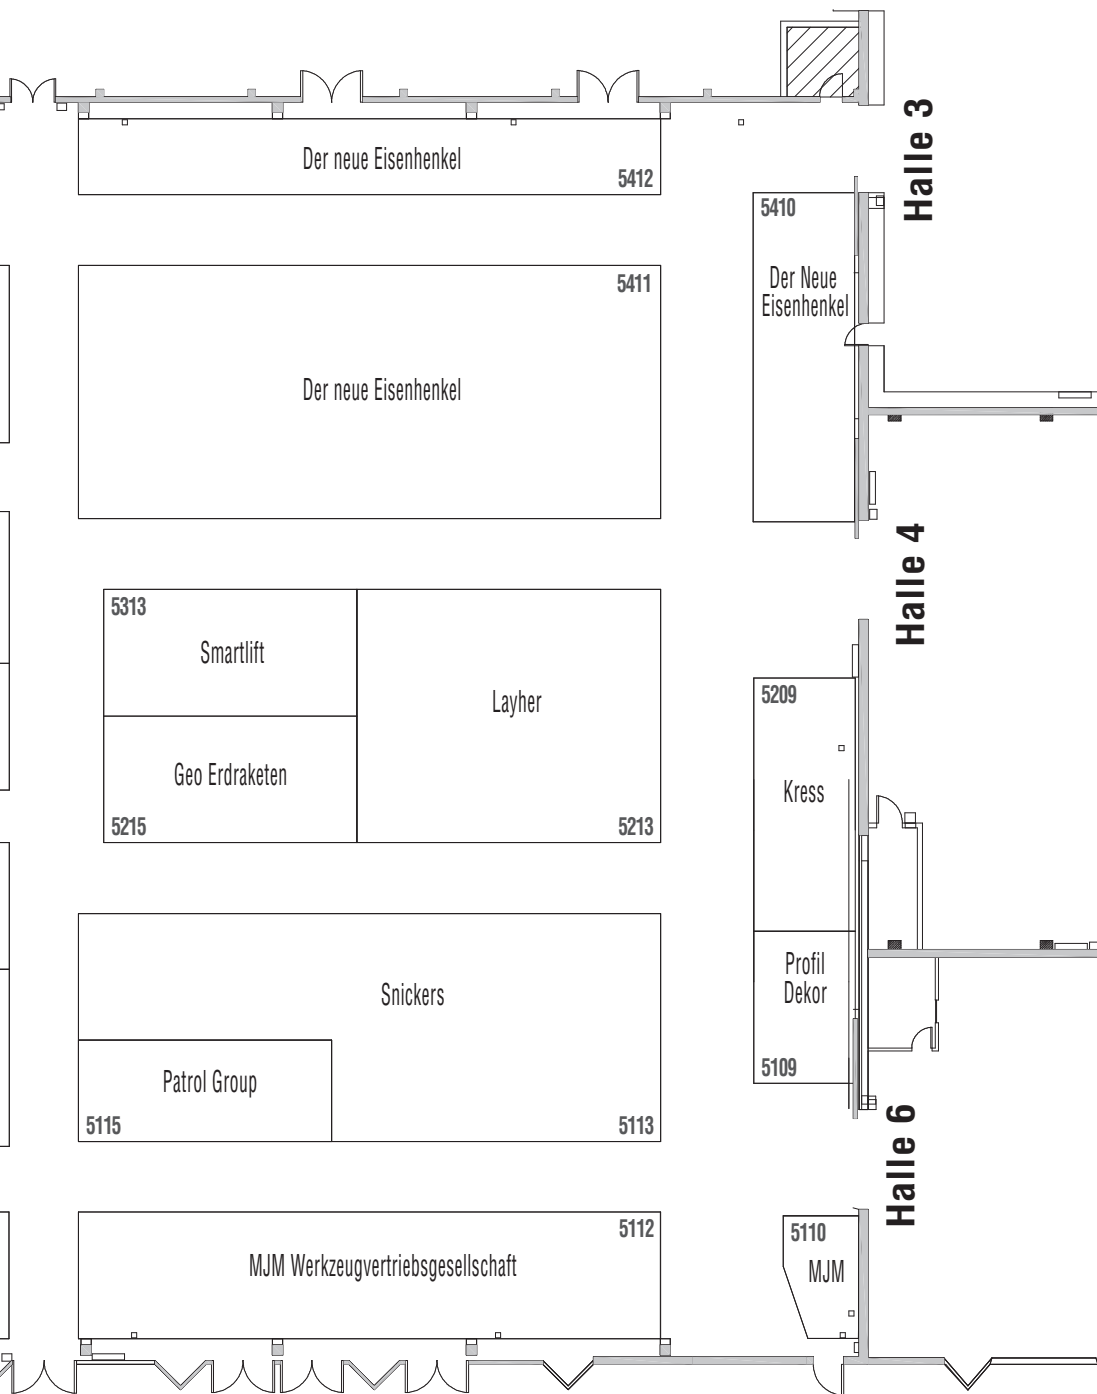 Halle 3
Der neue Eisenhenkel
5412
5410
Der Neue
Eisenhenkel
5411
Der neue Eisenhenkel
Halle 4
5313
Smartlift
Layher
Geo Erdraketen
5215
5213
5209
Kress
Profil
Dekor
5109
Snickers
Patrol Group
5115
5113
Halle 6
5112
MJM Werkzeugvertriebsgesellschaft
5110
MJM